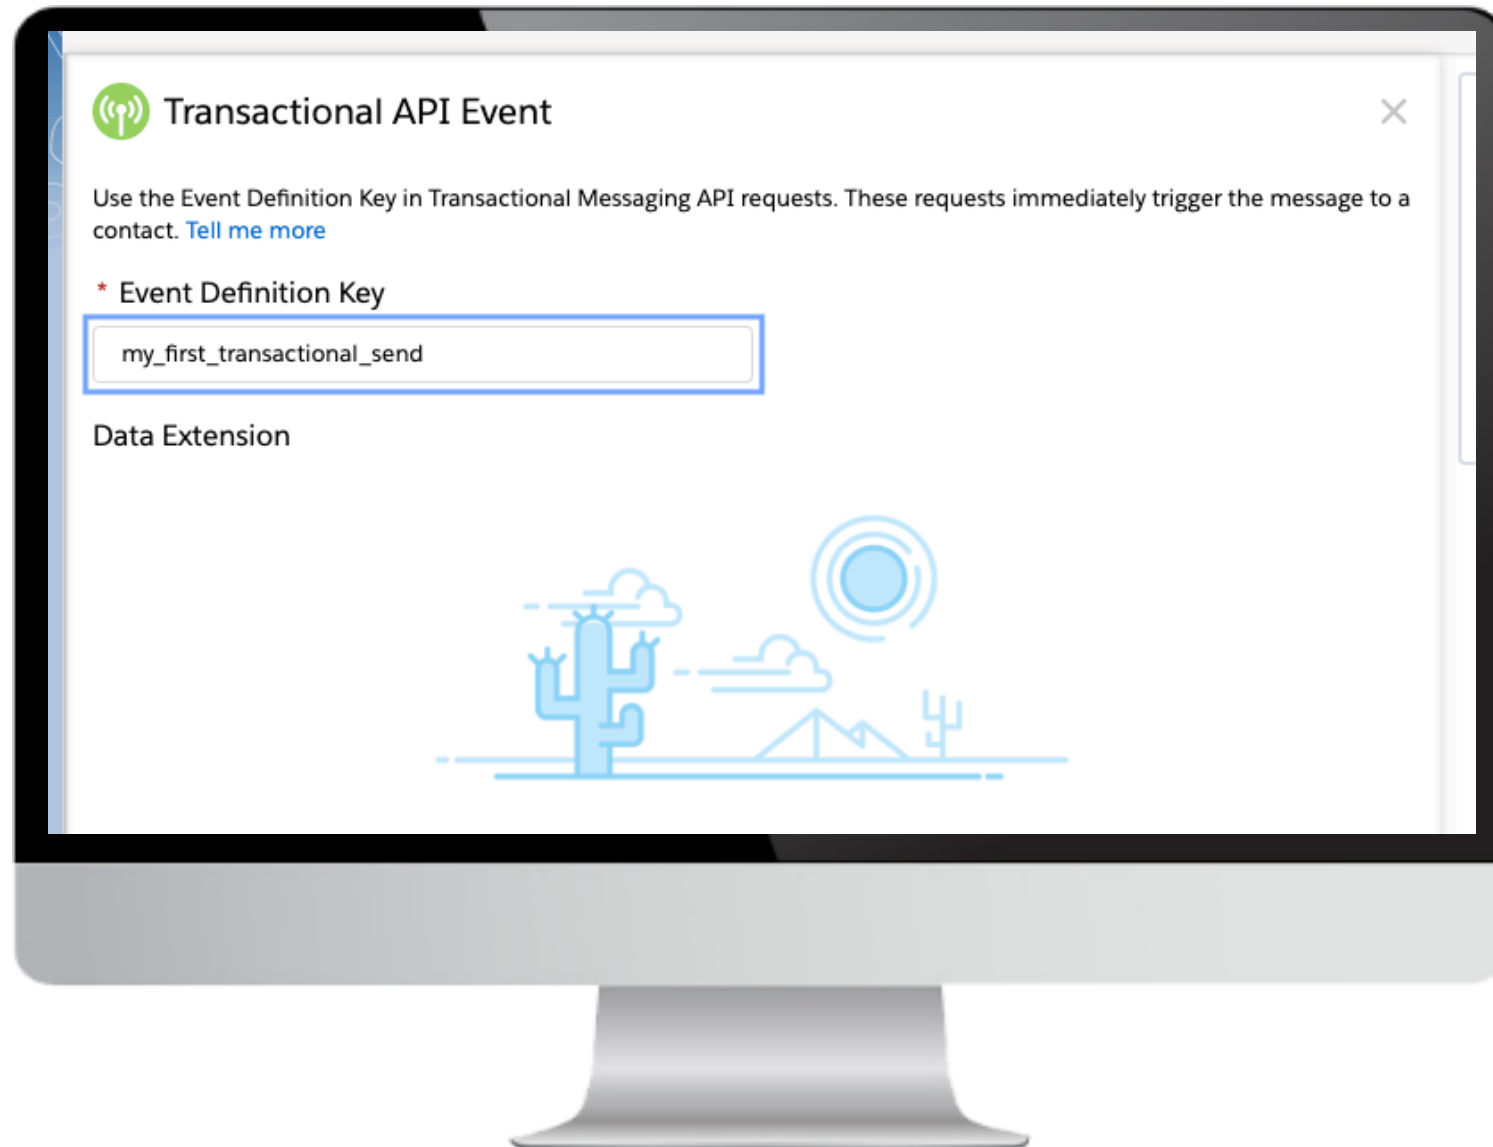 Transactional API Event
Use the Event Definition Key in Transactional Messaging API requests. These requests immediately trigger the message to a
contact. Tell me more
* Event Definition Key
my_first_transactional_send
Data Extension